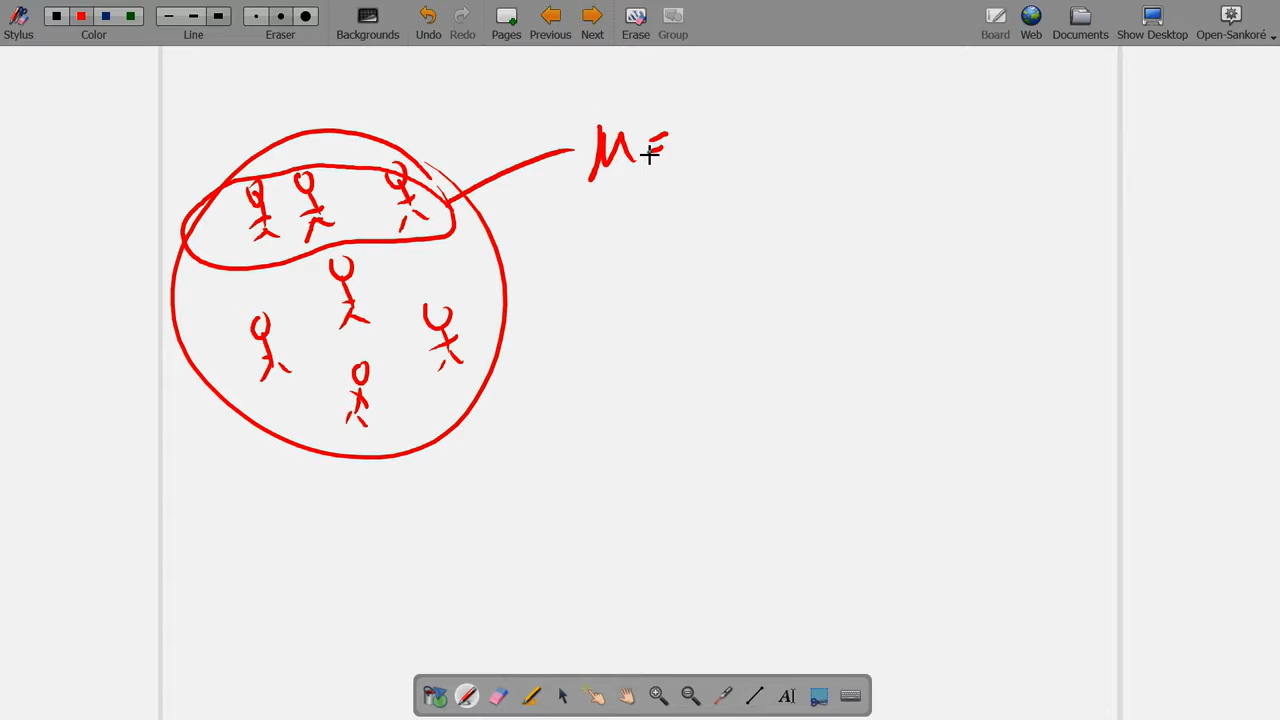 Stylus Color Line Eraser Backgrounds Undo Redo Pages Previous Next Erase Group Board Web Documents Show Desktop Open-Sankoré
μ =
AI